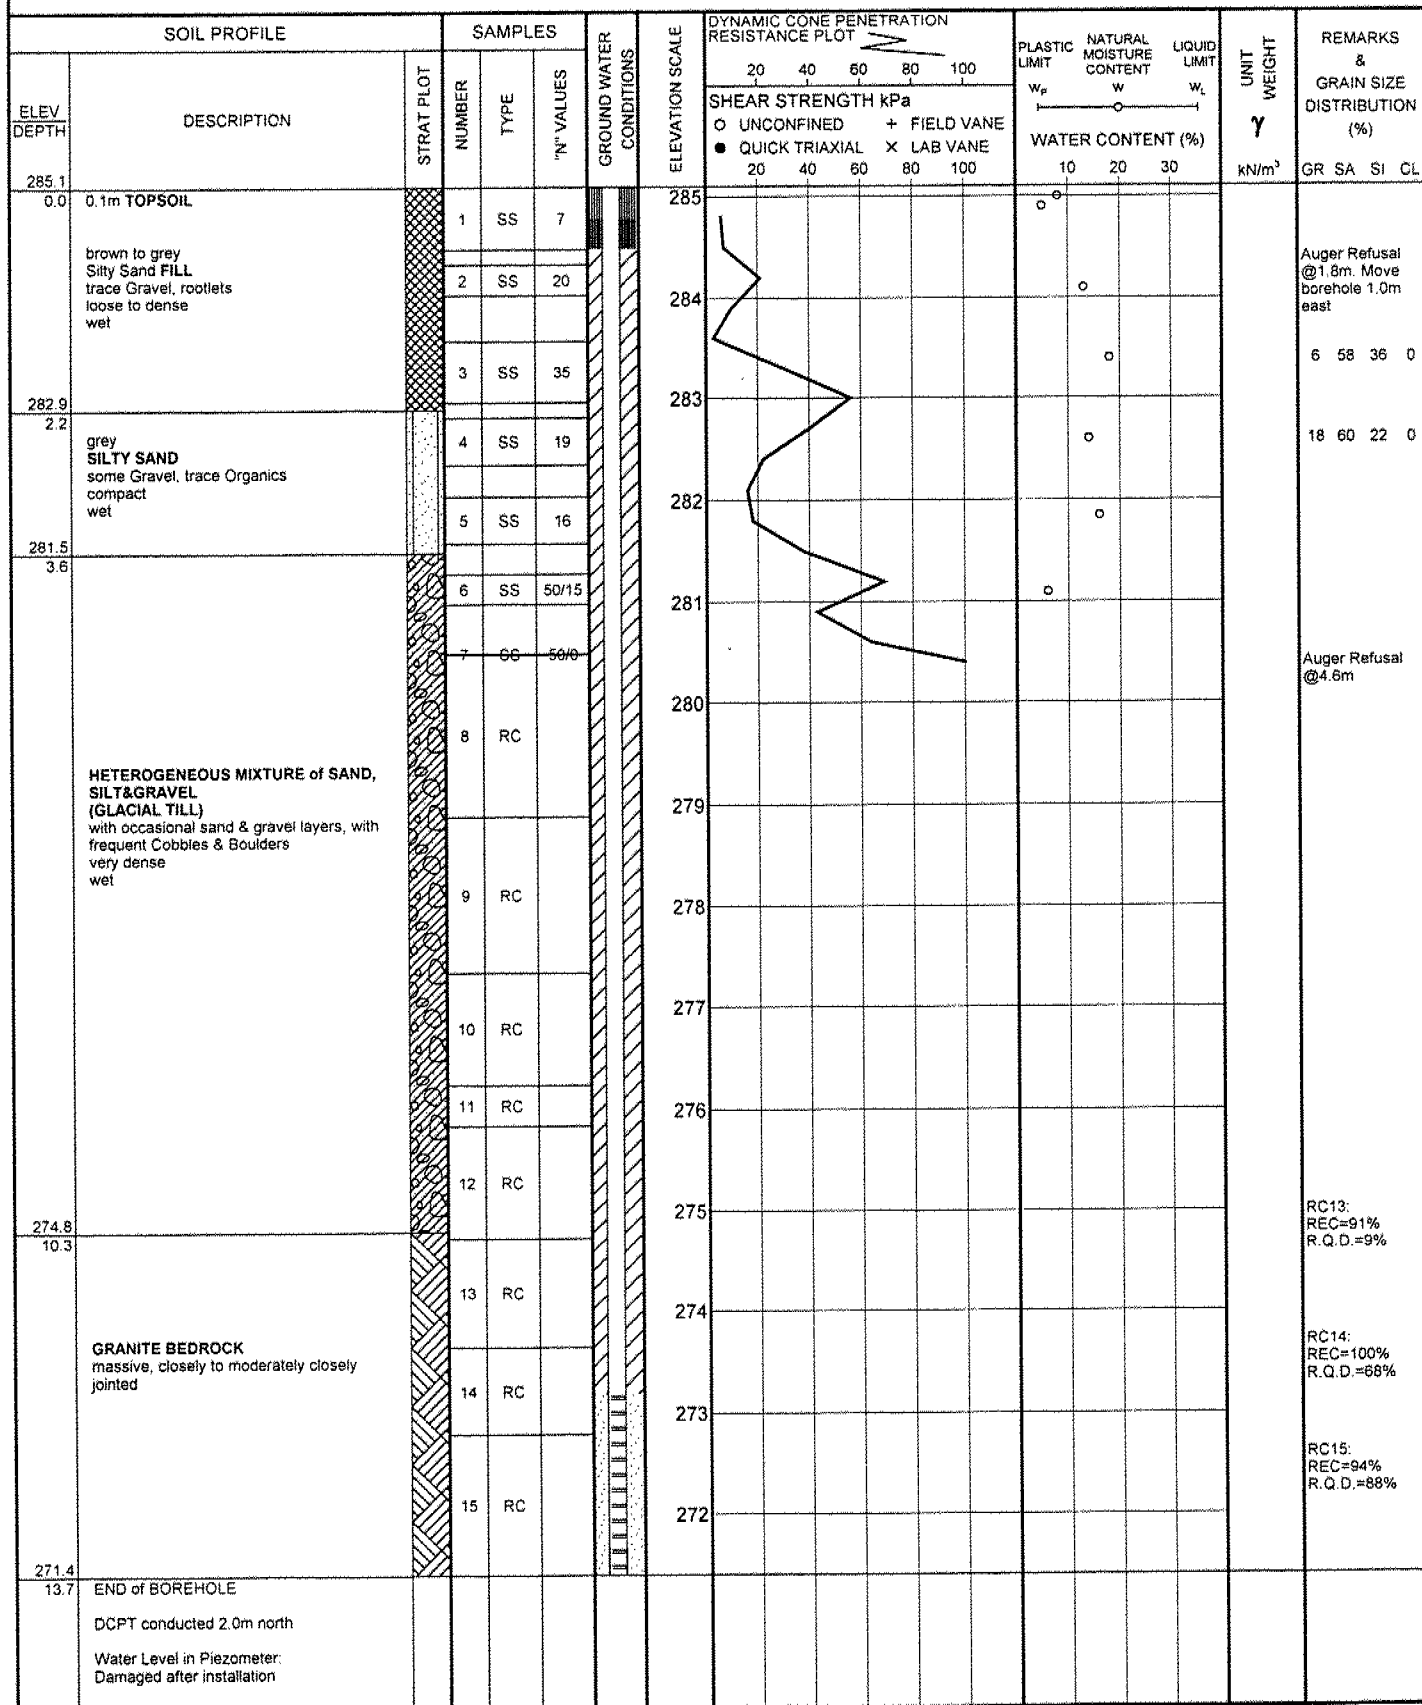 SOIL PROFILE
SAMPLES
ELEV
DEPTH
DESCRIPTION
STRAT PLOT
NUMBER
TYPE
"N" VALUES
GROUND WATER
CONDITIONS
ELEVATION SCALE
DYNAMIC CONE PENETRATION
RESISTANCE PLOT
20 40 60 80 100
SHEAR STRENGTH kPa
O UNCONFINED + FIELD VANE
● QUICK TRIAXIAL × LAB VANE
20 40 60 80 100
PLASTIC LIMIT
NATURAL MOISTURE CONTENT
LIQUID LIMIT
WP W WL
WATER CONTENT (%)
10 20 30
UNIT WEIGHT
γ
kN/m³
REMARKS
&
GRAIN SIZE
DISTRIBUTION
(%)
GR SA SI CL
285.1
0.0
0.1m TOPSOIL
brown to grey
Silty Sand FILL
trace Gravel, rootlets
loose to dense
wet
282.9
2.2
grey
SILTY SAND
some Gravel, trace Organics
compact
wet
281.5
3.6
HETEROGENEOUS MIXTURE of SAND,
SILT&GRAVEL
(GLACIAL TILL)
with occasional sand & gravel layers, with
frequent Cobbles & Boulders
very dense
wet
274.8
10.3
GRANITE BEDROCK
massive, closely to moderately closely
jointed
271.4
13.7
END of BOREHOLE
DCPT conducted 2.0m north
Water Level in Piezometer:
Damaged after installation
1 SS 7
2 SS 20
3 SS 35
4 SS 19
5 SS 16
6 SS 50/15
7 SS 50/0
8 RC
9 RC
10 RC
11 RC
12 RC
13 RC
14 RC
15 RC
285
284
283
282
281
280
279
278
277
276
275
274
273
272
Auger Refusal
@1.8m. Move
borehole 1.0m
east
6 58 36 0
18 60 22 0
Auger Refusal
@4.6m
RC13:
REC=91%
R.Q.D.=9%
RC14:
REC=100%
R.Q.D.=68%
RC15:
REC=94%
R.Q.D.=88%